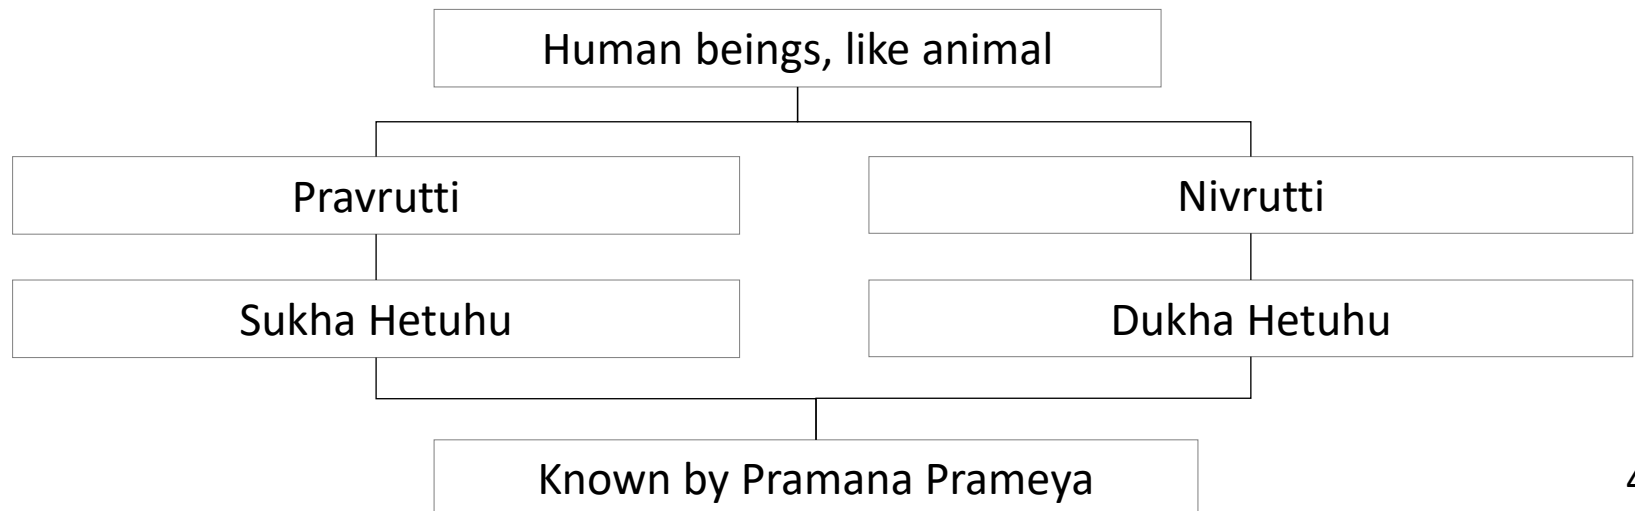 Human beings, like animal
Pravrutti
Nivrutti
Sukha Hetuhu
Dukha Hetuhu
Known by Pramana Prameya